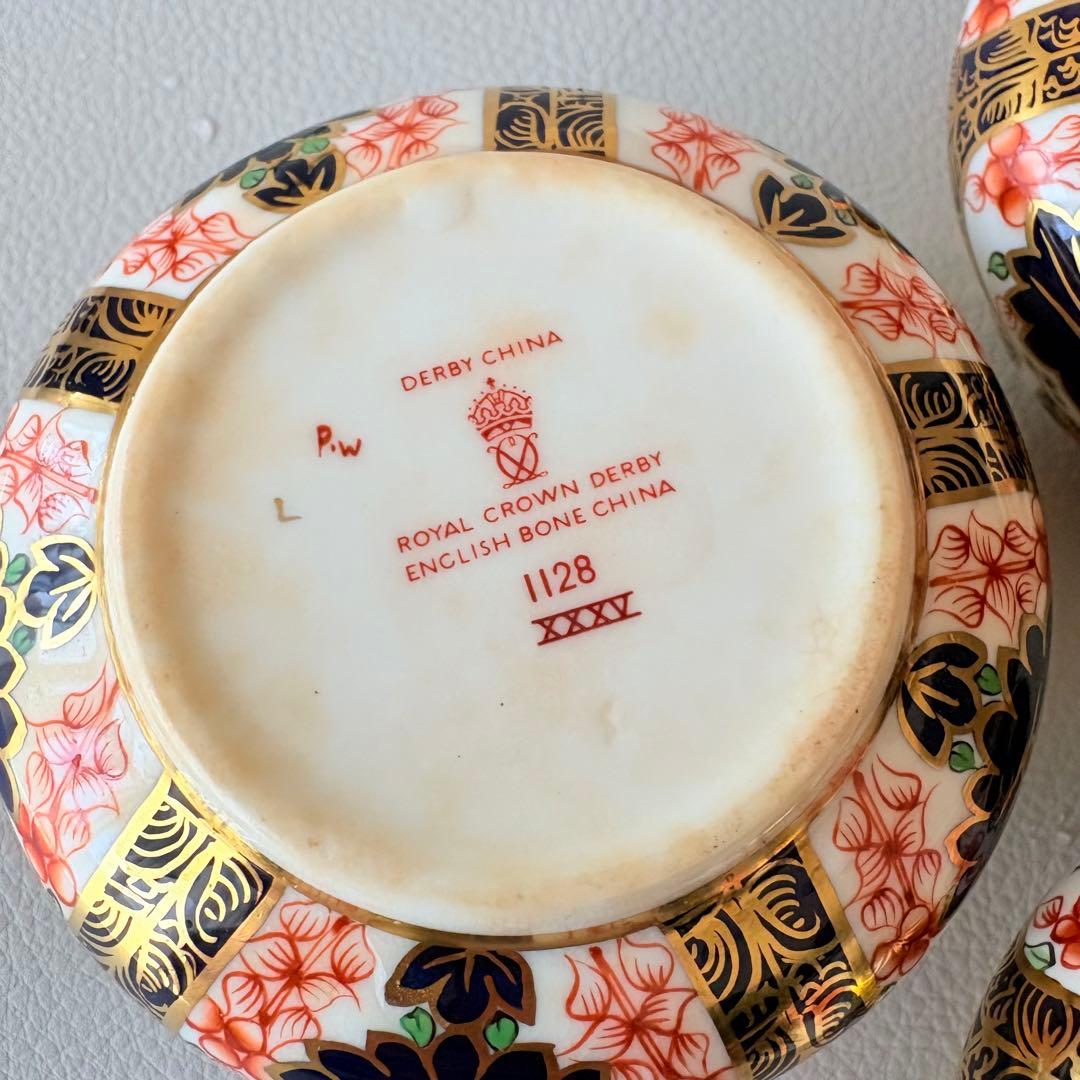 DERBY CHINA
P.W
L
ROYAL CROWN DERBY
ENGLISH BONE CHINA
1128
XXXV